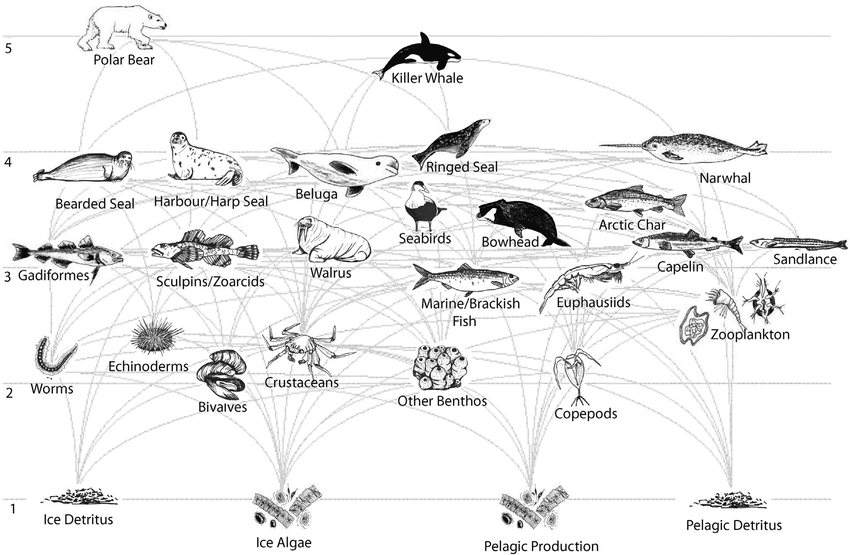 5
Polar Bear
Killer Whale
4
Bearded Seal
Harbour/Harp Seal
Beluga
Ringed Seal
Narwhal
Seabirds
Bowhead
Arctic Char
3
Gadiformes
Sculpins/Zoarcids
Walrus
Marine/Brackish
Fish
Euphausiids
Capelin
Sandlance
Zooplankton
Worms
Echinoderms
Bivalves
Crustaceans
Other Benthos
Copepods
2
1
Ice Detritus
Ice Algae
Pelagic Production
Pelagic Detritus